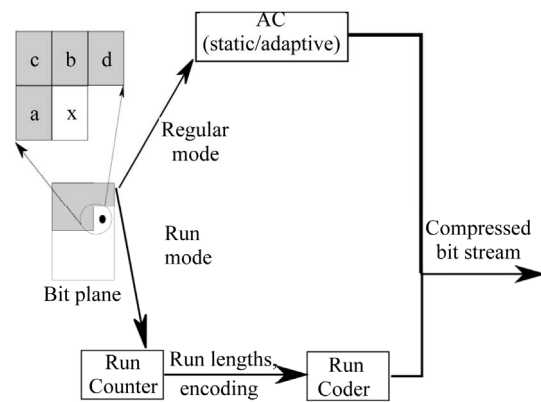 AC
(static/adaptive)
c b d
a x
Regular
mode
Run
mode
Bit plane
Compressed
bit stream
Run
Counter
Run lengths,
encoding
Run
Coder